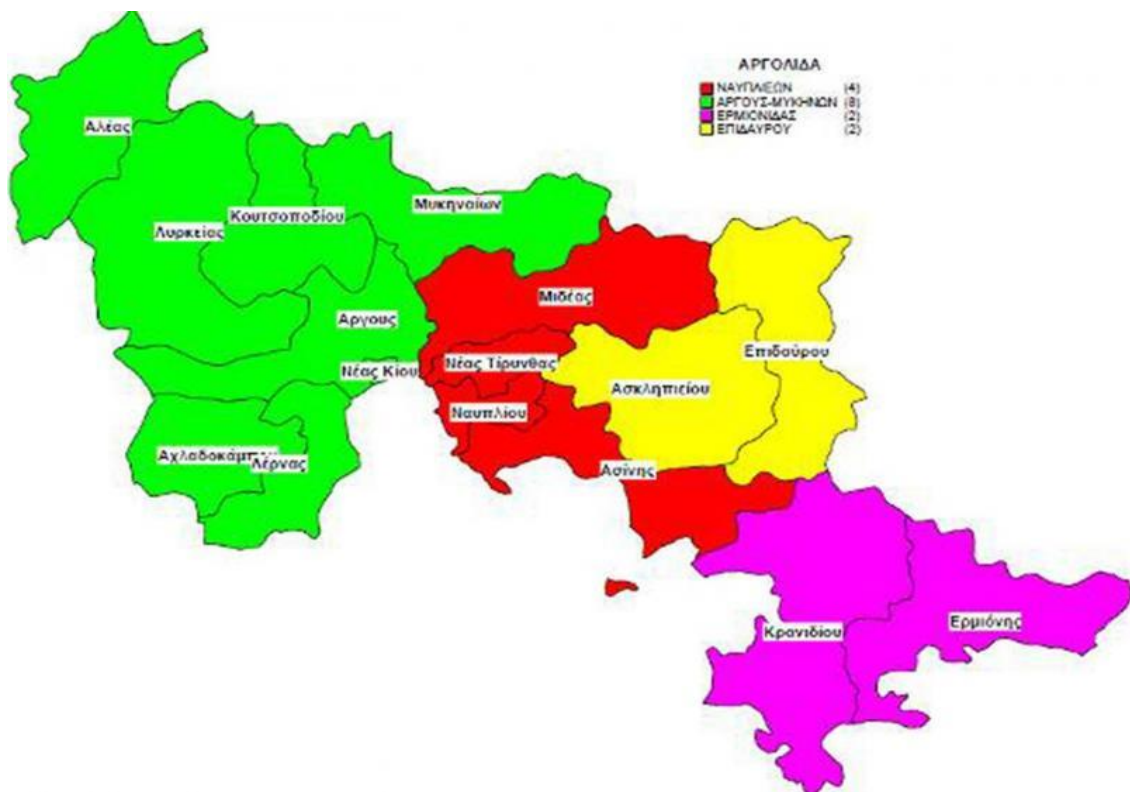 ΑΡΓΟΛΙΔΑ
ΝΑΥΠΛΙΕΩΝ (4)
ΑΡΓΟΥΣ-ΜΥΚΗΝΩΝ (8)
ΕΡΜΙΟΝΙΔΑΣ (2)
ΕΠΙΔΑΥΡΟΥ (2)
Αλέας
Μυκηναίων
Κουτσοποδίου
Λυρκείας
Μιδέας
Αργους
Επιδαύρου
Νέας Τίρυνθας
Νέας Κίου
Ασκληπιείου
Ναυπλίου
Αχλαδοκάμπου
Λέρνας
Ασίνης
Ερμιόνης
Κρανιδίου